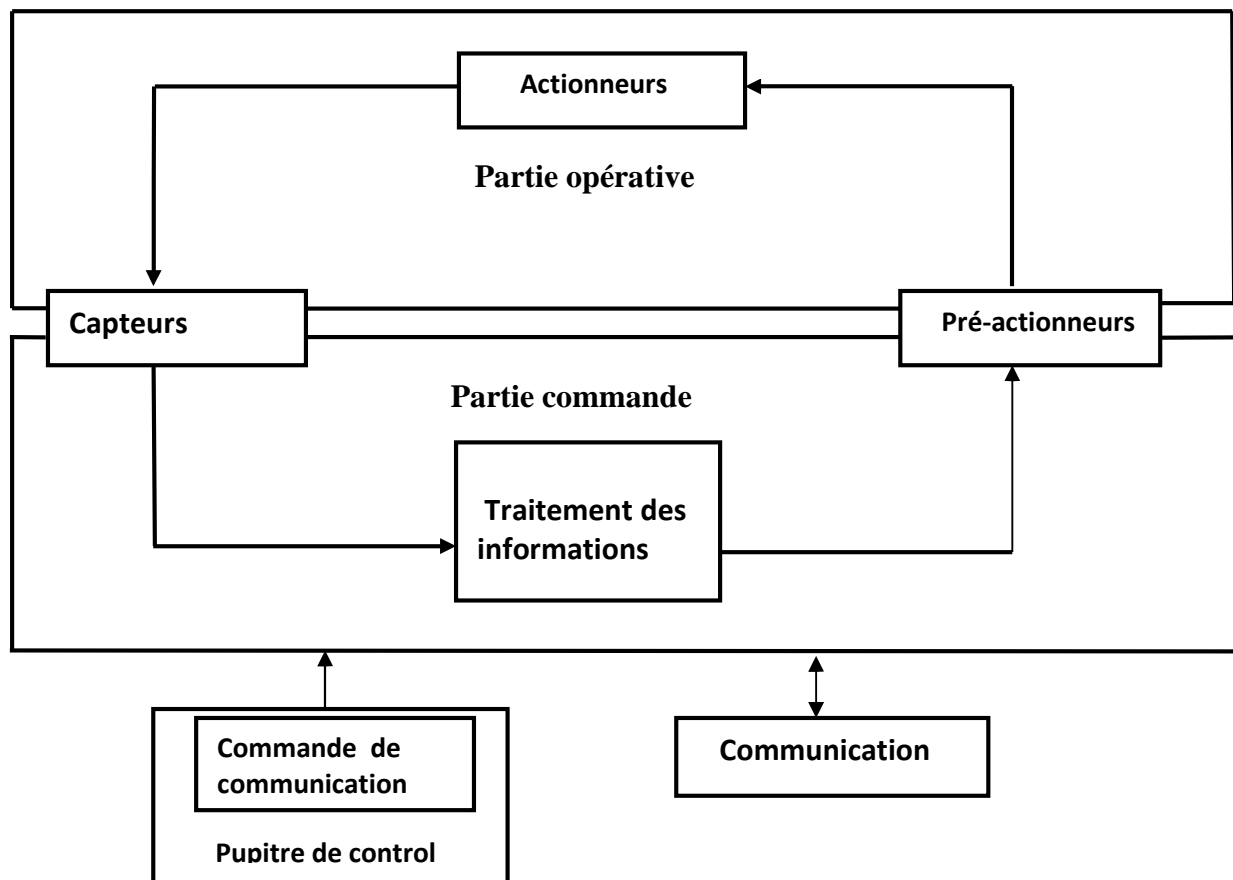 Actionneurs
Partie opérative
Capteurs
Pré-actionneurs
Partie commande
Traitement des
informations
Commande de
communication
Communication
Pupitre de control